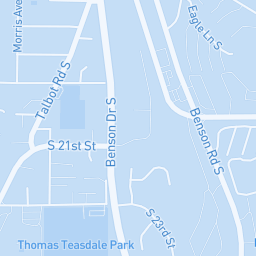 Morris Ave
Eagle Ln S
Talbot Rd S
Benson Dr S
Benson Rd S
S 21st St
S 23rd St
Thomas Teasdale Park